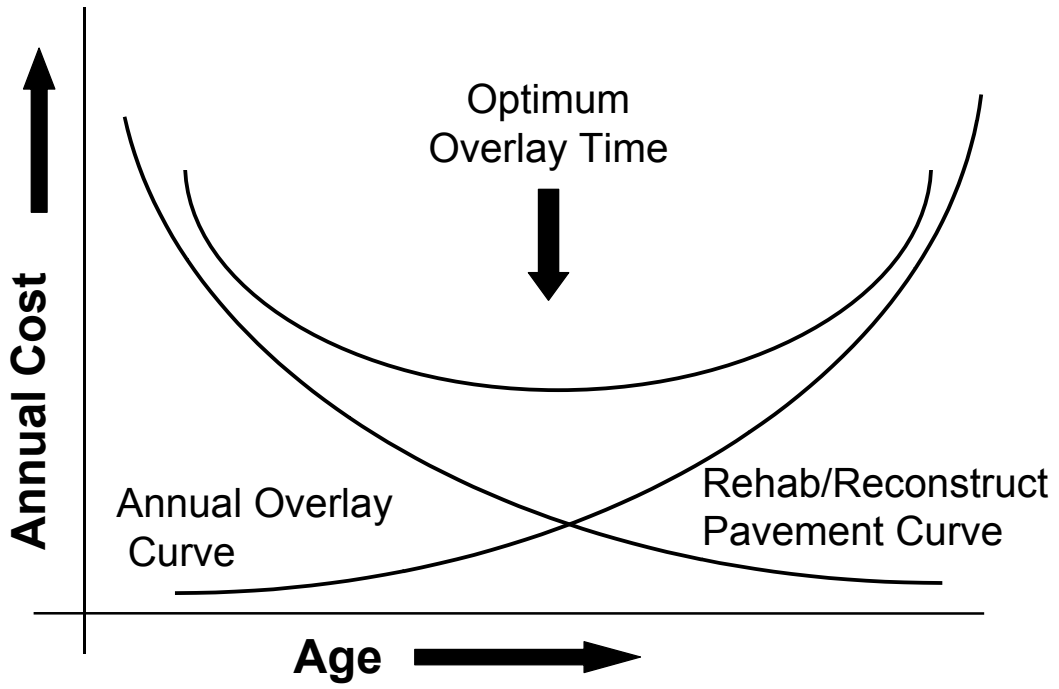 Optimum
Overlay Time
Annual Cost
Annual Overlay
Curve
Rehab/Reconstruct
Pavement Curve
Age